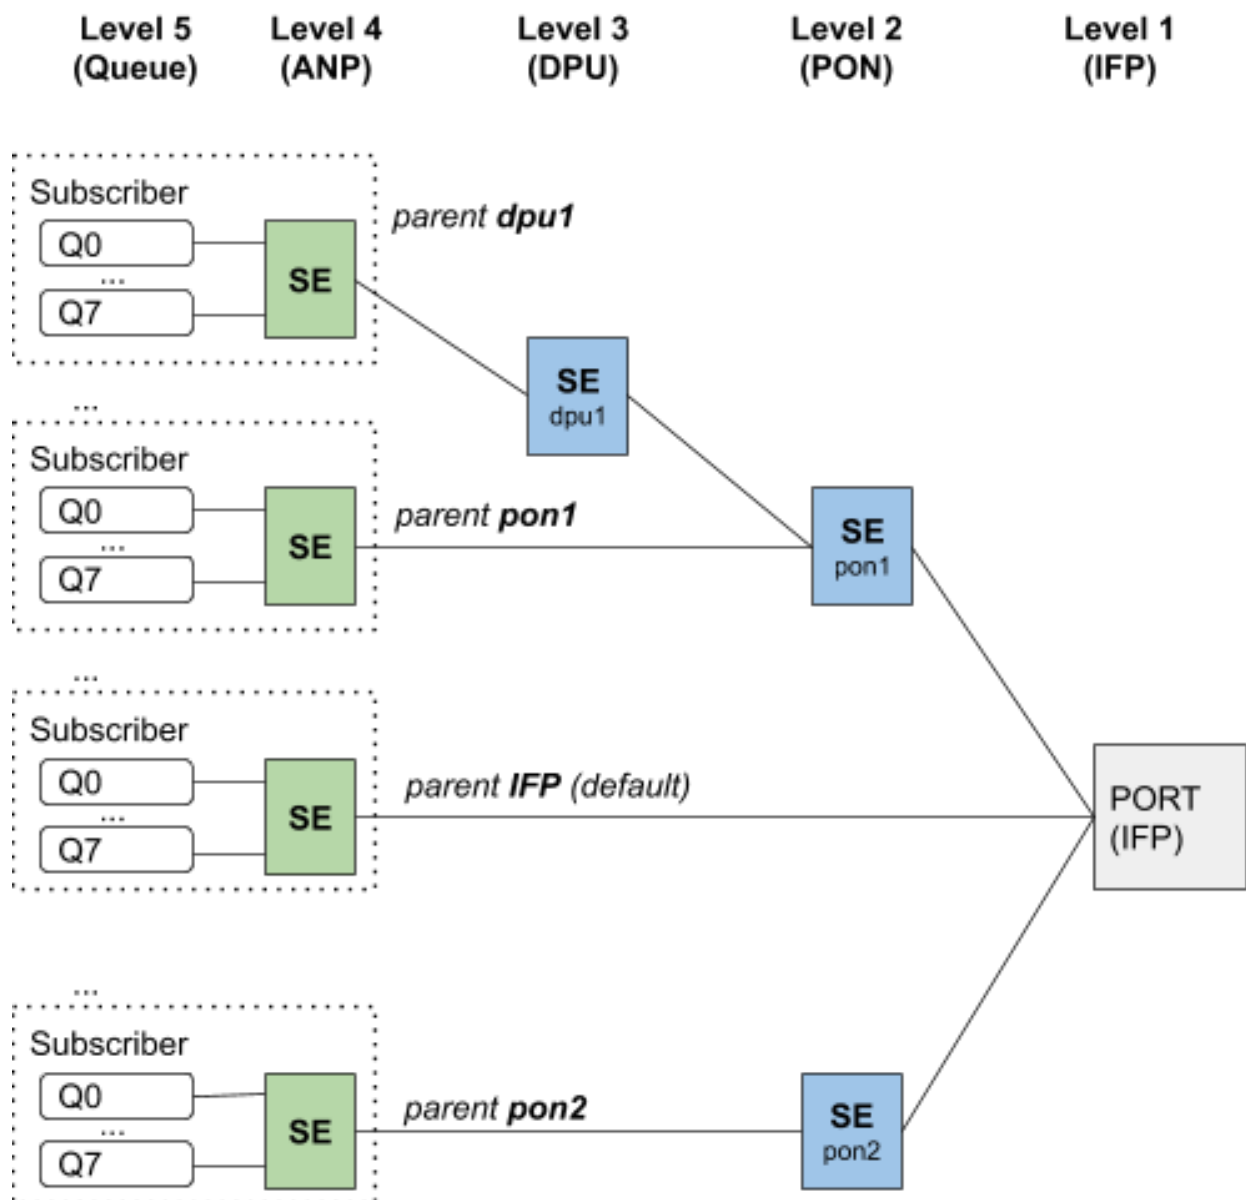 Level 5 Level 4 Level 3 Level 2 Level 1
(Queue) (ANP) (DPU) (PON) (IFP)
Subscriber
parent dpu1
Q0
...
SE
Q7
SE
dpu1
...
Subscriber
Q0
parent pon1
...
SE
SE
pon1
Q7
...
Subscriber
Q0
parent IFP (default)
...
SE
PORT
(IFP)
Q7
...
Subscriber
Q0
parent pon2
...
SE
SE
pon2
Q7